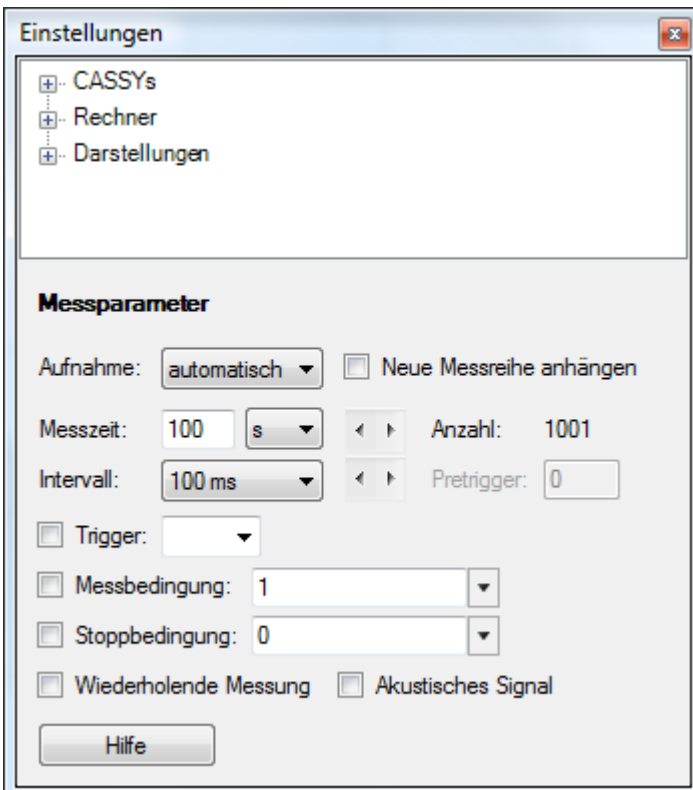 Einstellungen
CASSYs
Rechner
Darstellungen
Messparameter
Aufnahme: automatisch Neue Messreihe anhängen
Messzeit: 100 s Anzahl: 1001
Intervall: 100 ms Pretrigger: 0
Trigger:
Messbedingung: 1
Stoppbedingung: 0
Wiederholende Messung Akustisches Signal
Hilfe